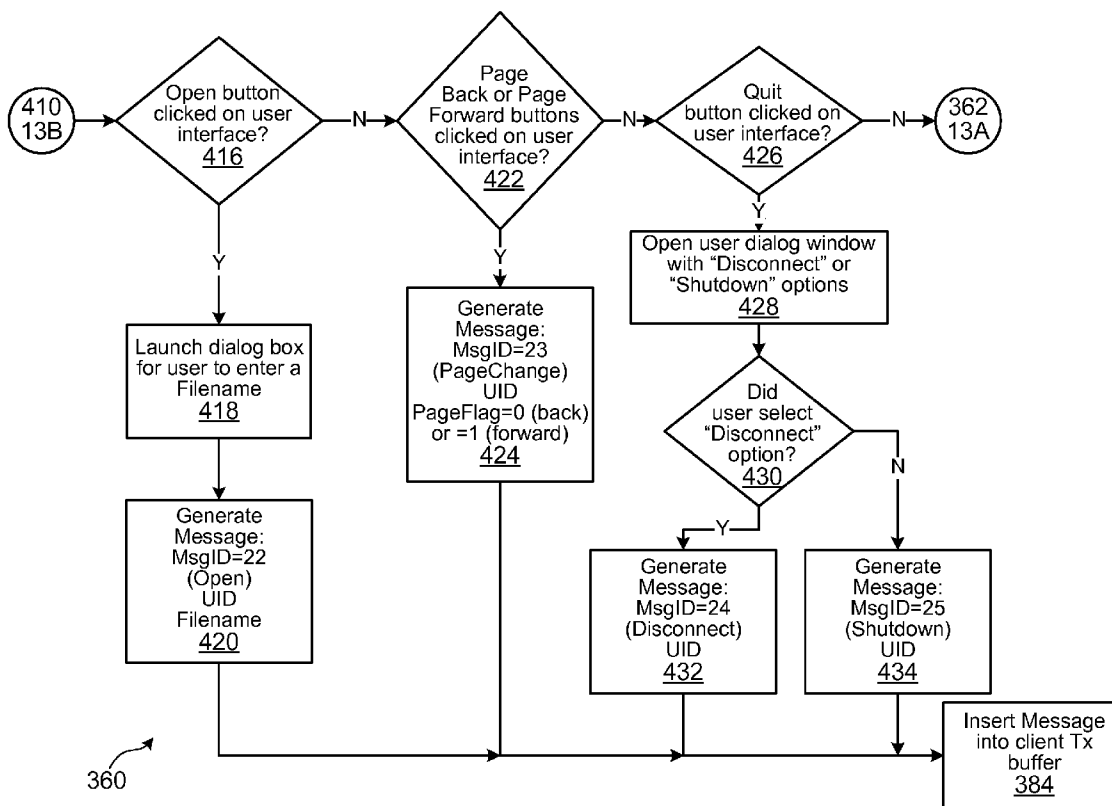 410
13B
Open button
clicked on user
interface?
416
N
Page
Back or Page
Forward buttons
clicked on user
interface?
422
N
Quit
button clicked on
user interface?
426
N
362
13A
Y
Launch dialog box
for user to enter a
Filename
418
Generate
Message:
MsgID=22
(Open)
UID
Filename
420
Y
Generate
Message:
MsgID=23
(PageChange)
UID
PageFlag=0 (back)
or =1 (forward)
424
Y
Open user dialog window
with “Disconnect” or
“Shutdown” options
428
Did
user select
“Disconnect”
option?
430
Y
N
Generate
Message:
MsgID=24
(Disconnect)
UID
432
Generate
Message:
MsgID=25
(Shutdown)
UID
434
Insert Message
into client Tx
buffer
384
360